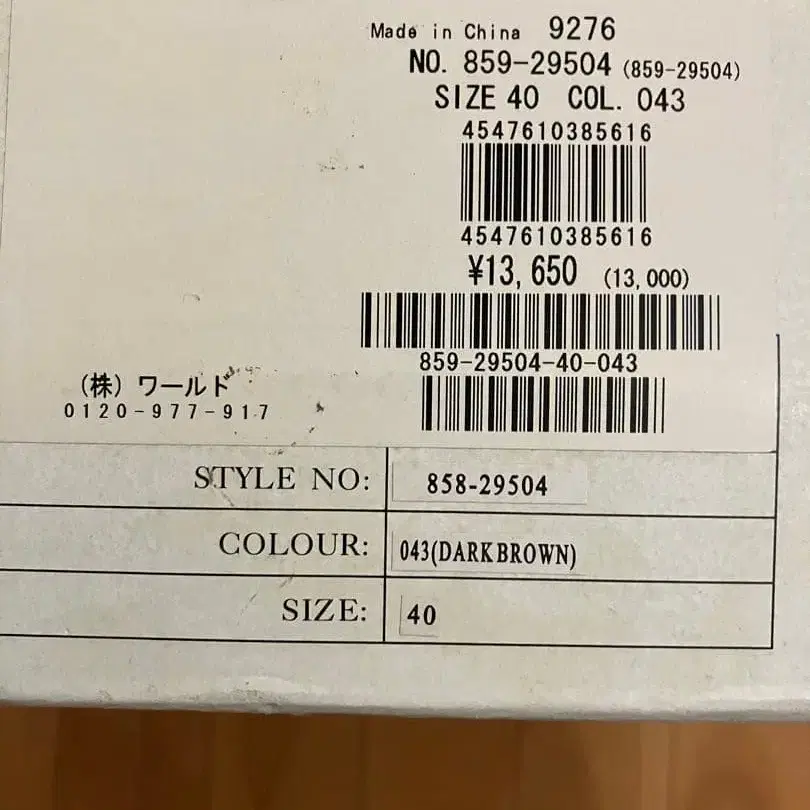 Made in China 9276
NO. 859-29504 (859-29504)
SIZE 40 COL. 043
4547610385616
4547610385616
¥13,650 (13,000)
859-29504-40-043
(株)ワールド
0120-977-917
STYLE NO: 858-29504
COLOUR: 043(DARK BROWN)
SIZE: 40